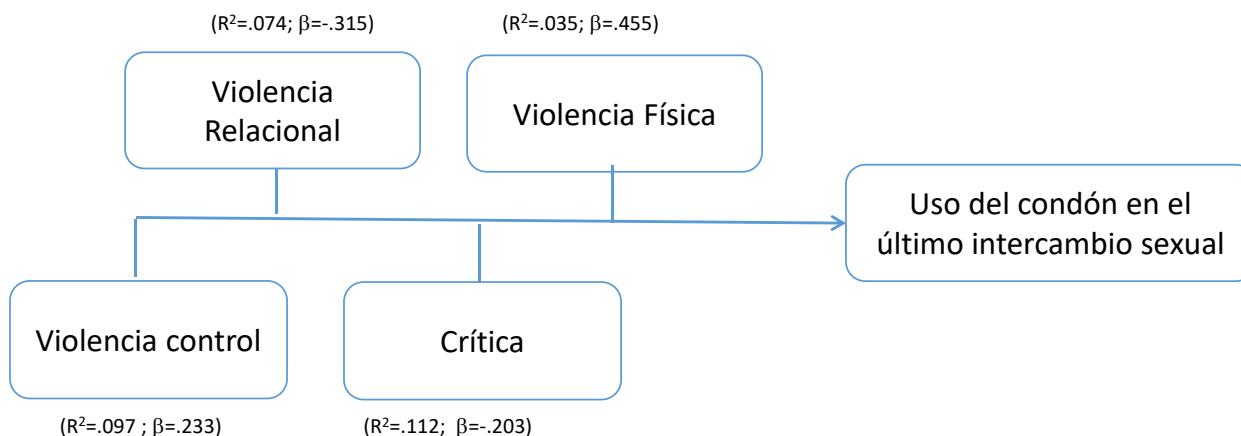 (R²=.074; β=-.315)
(R²=.035; β=.455)
Violencia
Relacional
Violencia Física
Uso del condón en el
último intercambio sexual
Violencia control
Crítica
(R²=.097 ; β=.233)
(R²=.112; β=-.203)